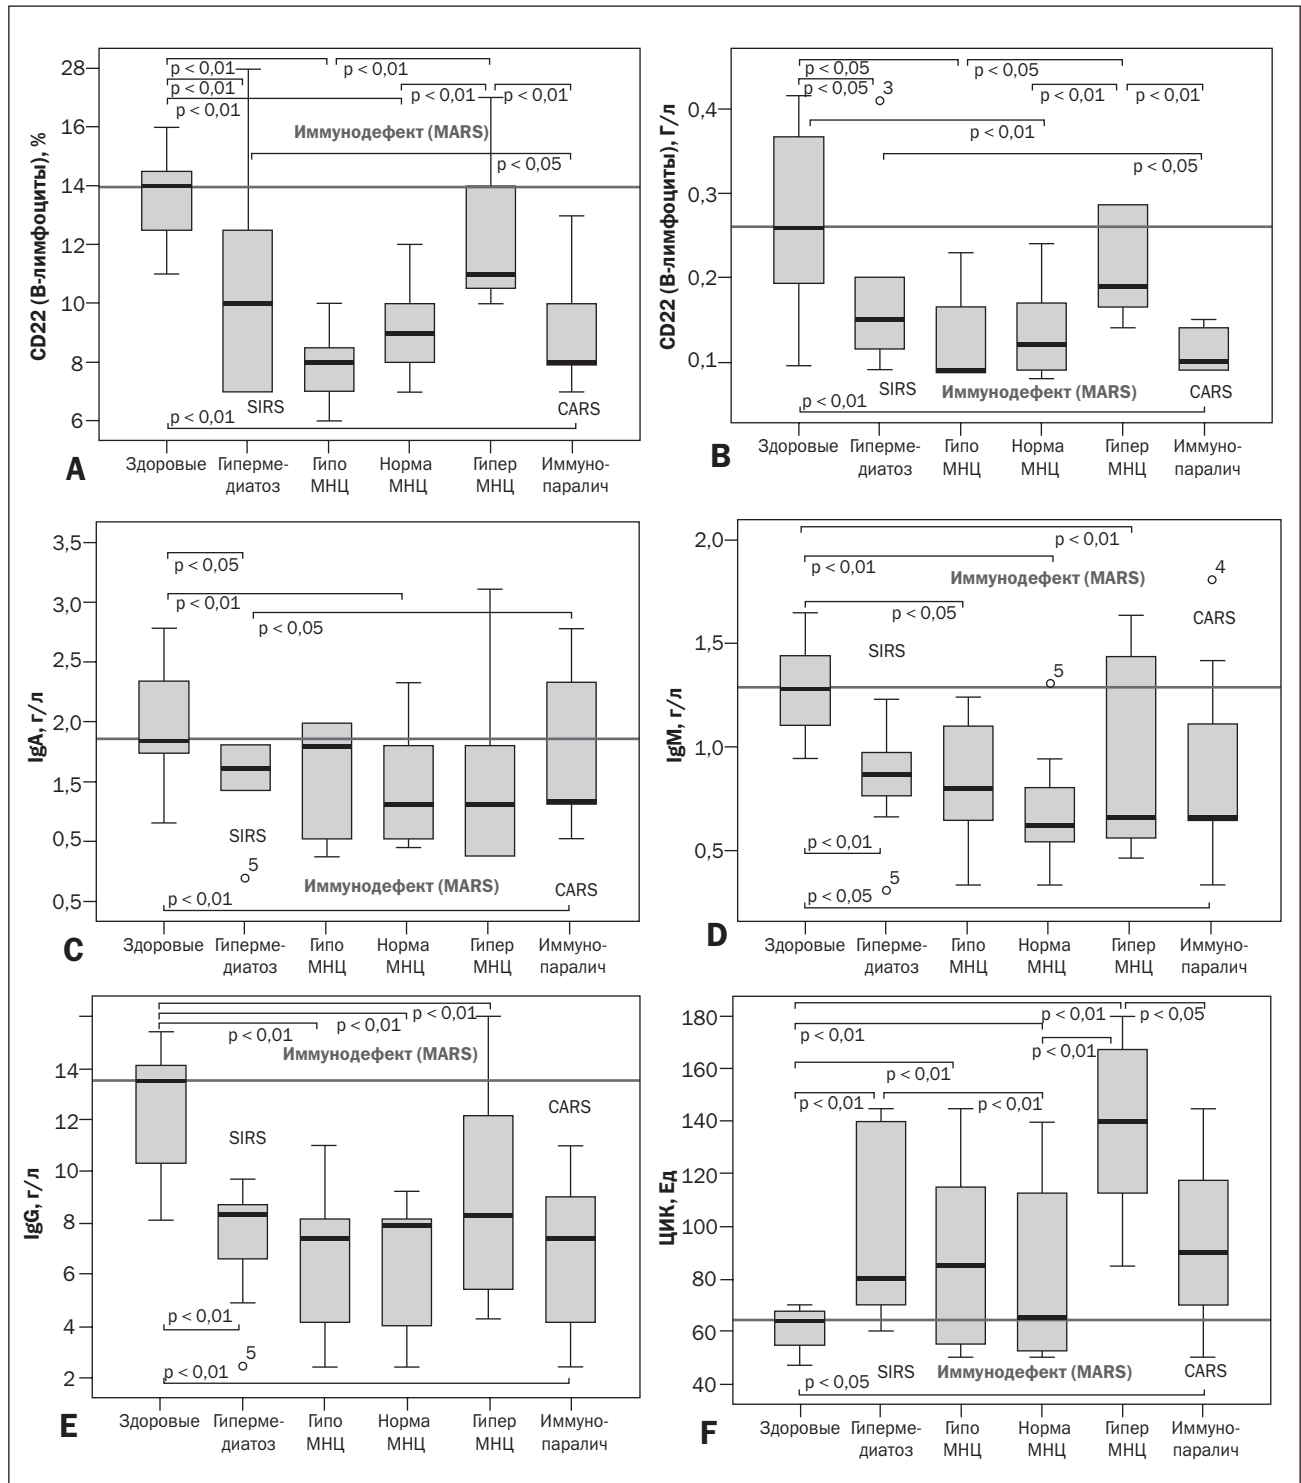 CD22 (В-лимфоциты), %
28
16
14
12
10
8
6
p < 0,01
p < 0,01
p < 0,01
p < 0,01
p < 0,01
p < 0,01
Иммунодефект (MARS)
p < 0,05
SIRS
CARS
p < 0,01
A
Здоровые
Гиперме-
диатоз
Гипо
МНЦ
Норма
МНЦ
Гипер
МНЦ
Иммуно-
паралич
CD22 (В-лимфоциты), Г/л
0,4
0,3
0,2
0,1
p < 0,05
p < 0,05
p < 0,05
3
p < 0,01
p < 0,01
p < 0,01
p < 0,05
SIRS
Иммунодефект (MARS)
CARS
p < 0,01
B
Здоровые
Гиперме-
диатоз
Гипо
МНЦ
Норма
МНЦ
Гипер
МНЦ
Иммуно-
паралич
IgA, г/л
3,5
3,0
2,5
2,0
1,5
0,5
0,5
p < 0,05
p < 0,01
p < 0,05
SIRS
5
Иммунодефект (MARS)
CARS
p < 0,01
C
Здоровые
Гиперме-
диатоз
Гипо
МНЦ
Норма
МНЦ
Гипер
МНЦ
Иммуно-
паралич
IgM, г/л
2,0
1,5
1,0
0,5
p < 0,01
p < 0,01
Иммунодефект (MARS)
4
p < 0,05
CARS
SIRS
5
p < 0,01
5
p < 0,05
D
Здоровые
Гиперме-
диатоз
Гипо
МНЦ
Норма
МНЦ
Гипер
МНЦ
Иммуно-
паралич
IgG, г/л
14
12
10
8
6
4
2
p < 0,01
p < 0,01
p < 0,01
Иммунодефект (MARS)
CARS
SIRS
p < 0,01
5
p < 0,01
E
Здоровые
Гиперме-
диатоз
Гипо
МНЦ
Норма
МНЦ
Гипер
МНЦ
Иммуно-
паралич
ЦИК, Ед
180
160
140
120
100
80
60
40
p < 0,01
p < 0,05
p < 0,01
p < 0,01
p < 0,01
p < 0,01
p < 0,01
SIRS
Иммунодефект (MARS)
CARS
p < 0,05
F
Здоровые
Гиперме-
диатоз
Гипо
МНЦ
Норма
МНЦ
Гипер
МНЦ
Иммуно-
паралич